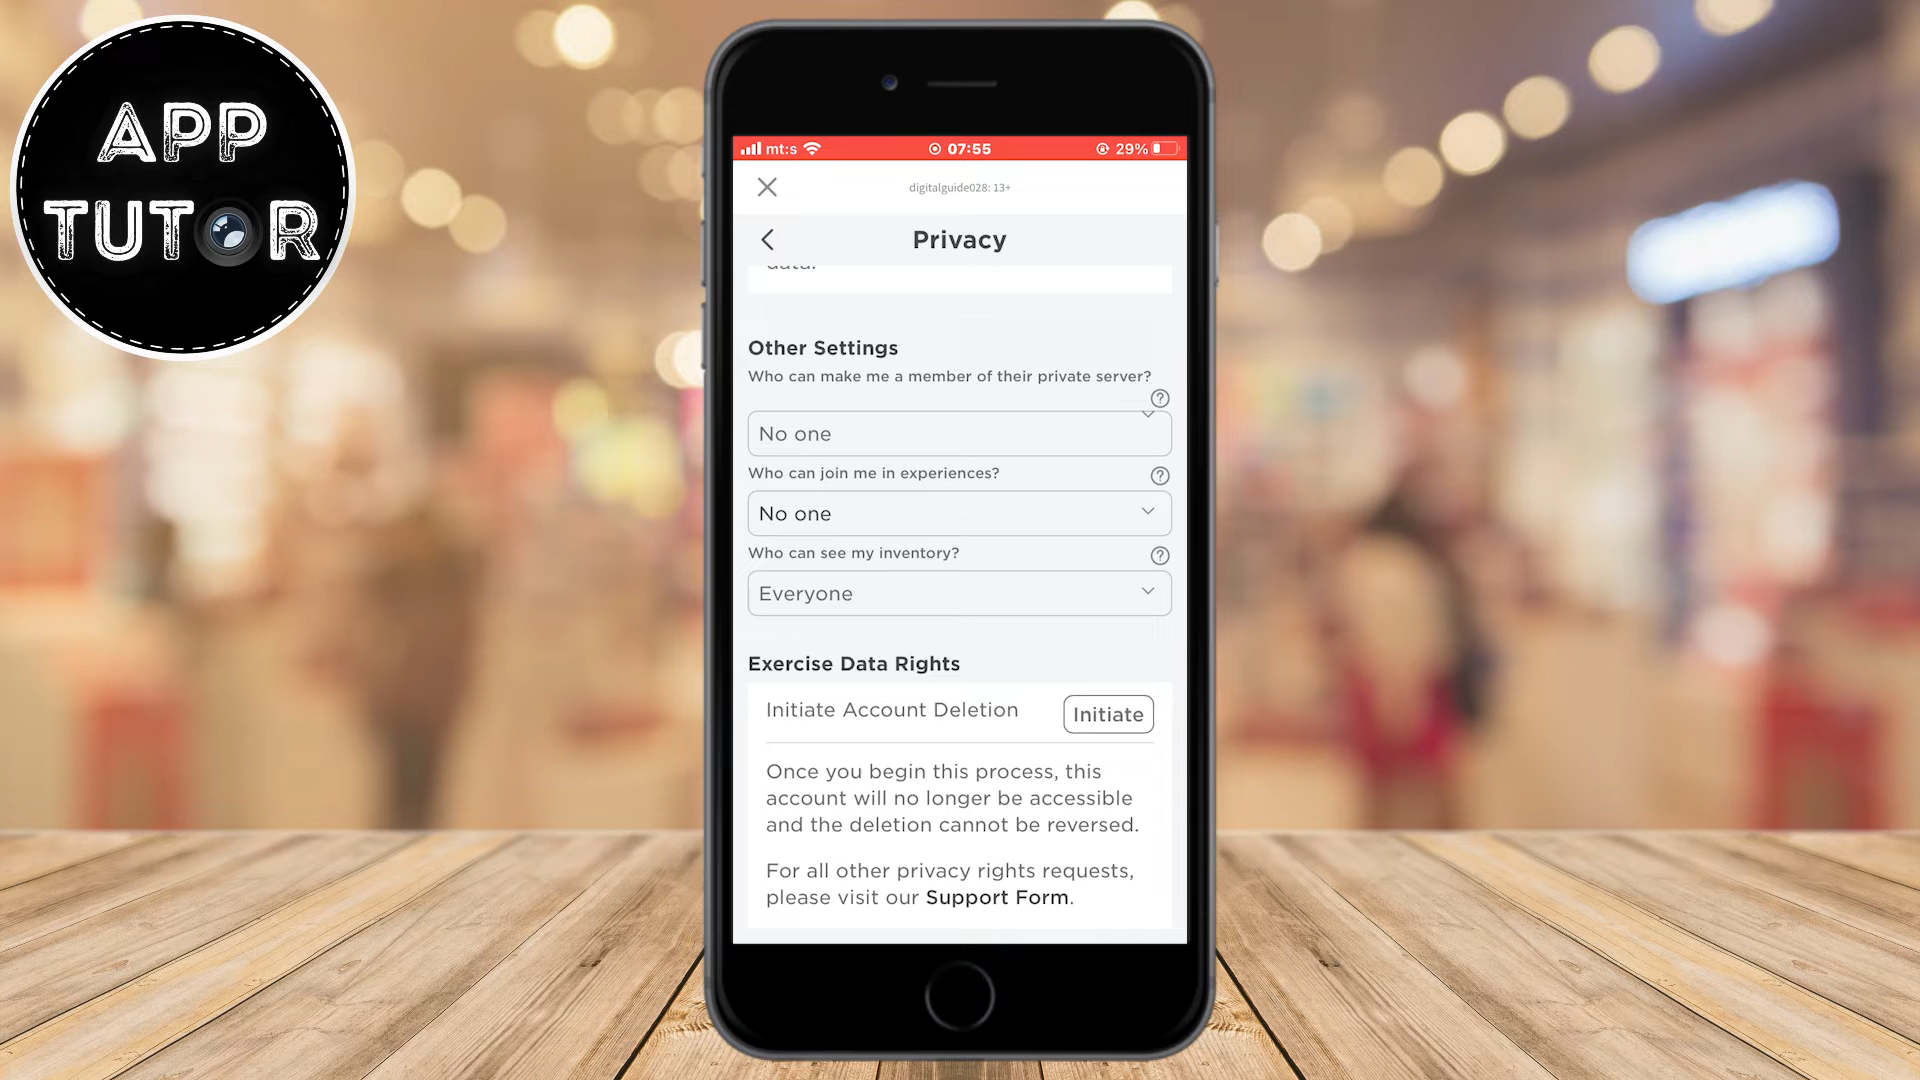 APP
TUTOR
mt:s
07:55
29%
digitalguide028: 13+
Privacy
data.
Other Settings
Who can make me a member of their private server?
No one
Who can join me in experiences?
No one
Who can see my inventory?
Everyone
Exercise Data Rights
Initiate Account Deletion
Initiate
Once you begin this process, this
account will no longer be accessible
and the deletion cannot be reversed.
For all other privacy rights requests,
please visit our Support Form.